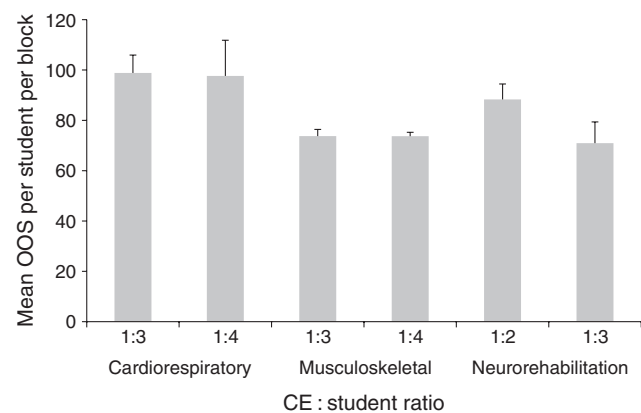 Mean OOS per student per block
120
100
80
60
40
20
0
1:3 1:4 1:3 1:4 1:2 1:3
Cardiorespiratory Musculoskeletal Neurorehabilitation
CE : student ratio